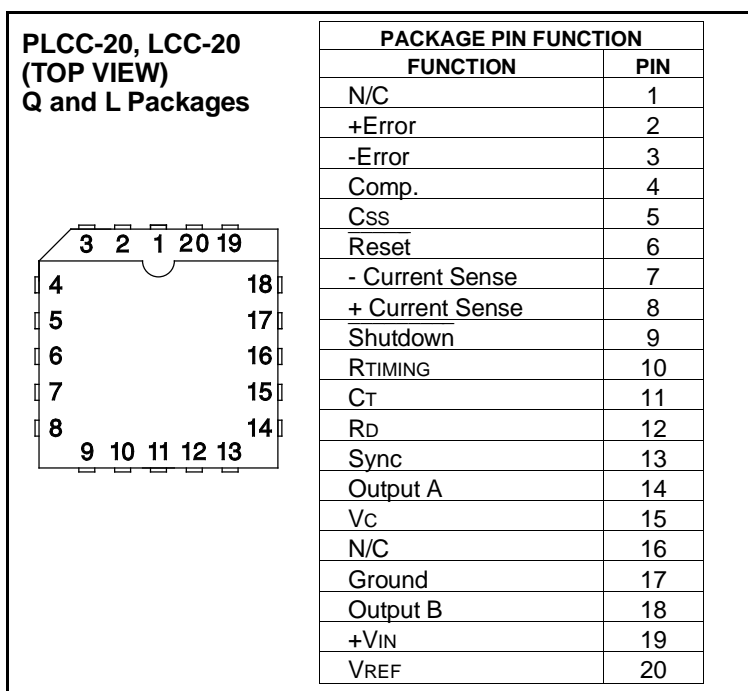 PLCC-20, LCC-20
(TOP VIEW)
Q and L Packages
3 2 1 20 19
4 18
5 17
6 16
7 15
8 14
9 10 11 12 13
PACKAGE PIN FUNCTION
FUNCTION PIN
N/C 1
+Error 2
-Error 3
Comp. 4
CSS 5
Reset 6
- Current Sense 7
+ Current Sense 8
Shutdown 9
RTIMING 10
CT 11
RD 12
Sync 13
Output A 14
VC 15
N/C 16
Ground 17
Output B 18
+VIN 19
VREF 20